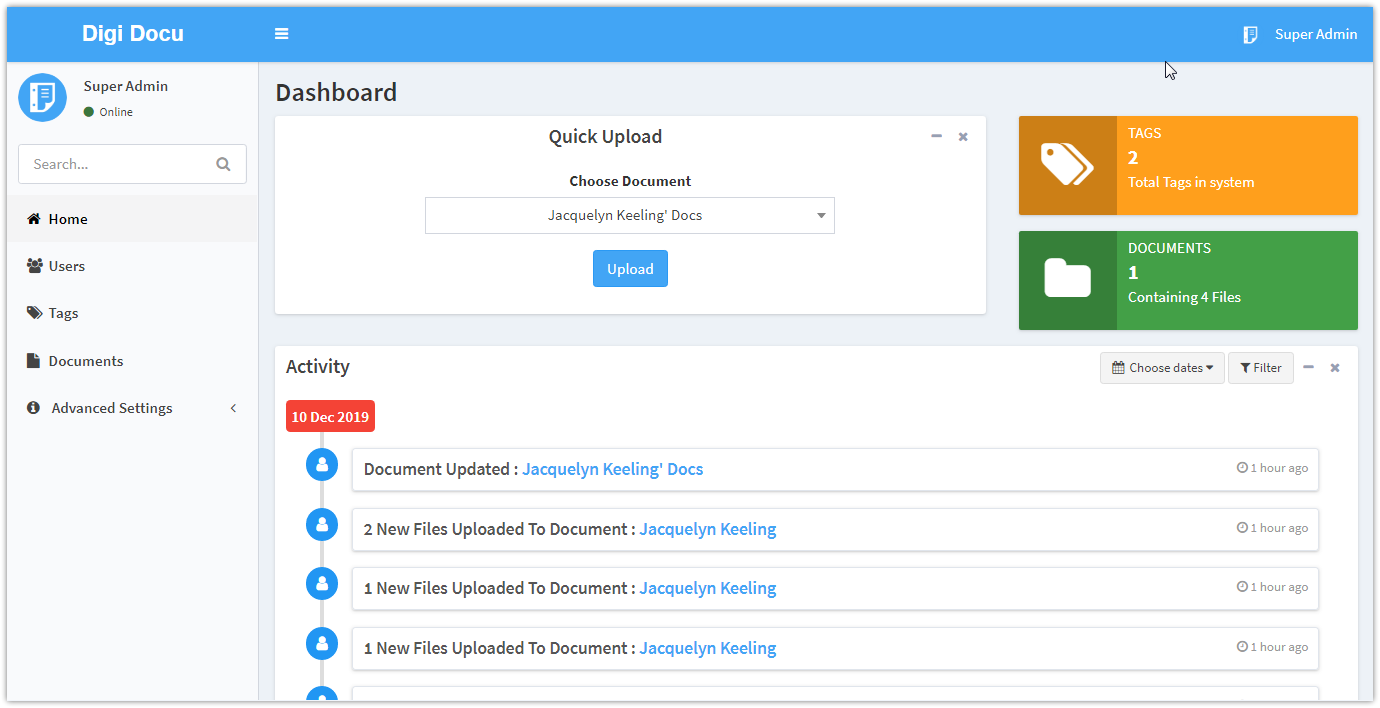 Digi Docu
Super Admin
Super Admin
Online
Search...
Home
Users
Tags
Documents
Advanced Settings
Dashboard
Quick Upload
Choose Document
Jacquelyn Keeling' Docs
Upload
TAGS
2
Total Tags in system
DOCUMENTS
1
Containing 4 Files
Activity
Choose dates
Filter
10 Dec 2019
Document Updated : Jacquelyn Keeling' Docs
1 hour ago
2 New Files Uploaded To Document : Jacquelyn Keeling
1 hour ago
1 New Files Uploaded To Document : Jacquelyn Keeling
1 hour ago
1 New Files Uploaded To Document : Jacquelyn Keeling
1 hour ago